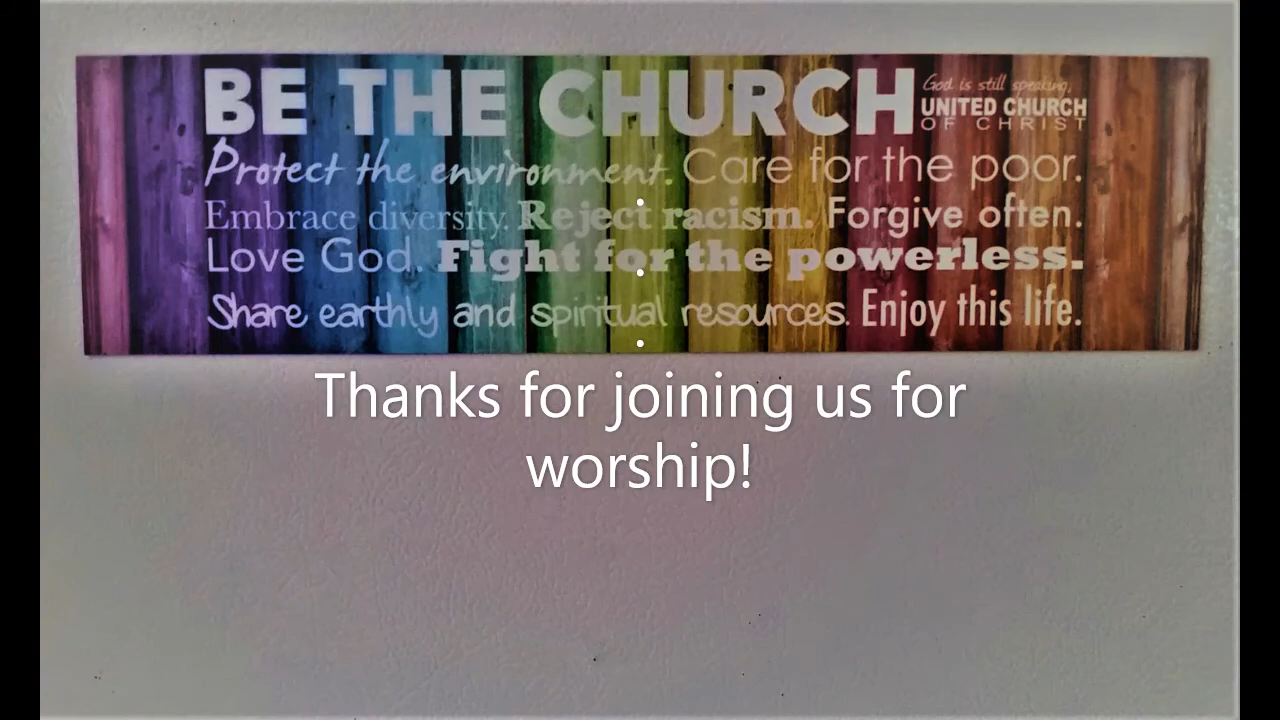 BE THE CHURCH
God is still speaking,
UNITED CHURCH
OF CHRIST
Protect the environment. Care for the poor.
Embrace diversity. Reject racism. Forgive often.
Love God. Fight for the powerless.
Share earthly and spiritual resources. Enjoy this life.
Thanks for joining us for
worship!